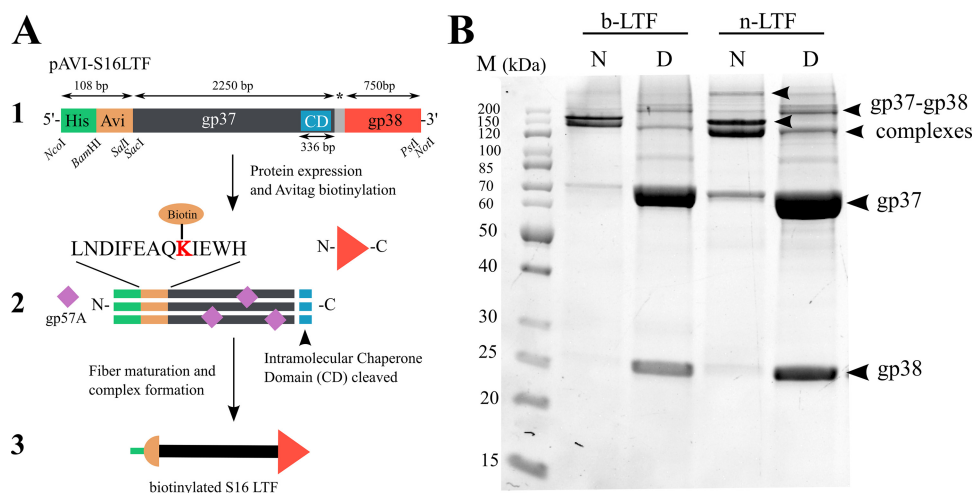 A
pAVI-S16LTF
108 bp
2250 bp
*
750bp
1
5'-
His
Avi
gp37
CD
gp38
-3'
336 bp
NcoI
BamHI
SalI
SacI
PstI
NotI
Protein expression
and Avitag biotinylation
Biotin
LNDIFEAQKIEWH
N-
-C
2
gp57A
N-
-C
Intramolecular Chaperone
Domain (CD) cleaved
Fiber maturation and
complex formation
3
biotinylated S16 LTF
B
b-LTF
n-LTF
M (kDa)
N
D
N
D
200
150
120
100
85
70
60
50
40
30
25
20
15
gp37-gp38
complexes
gp37
gp38